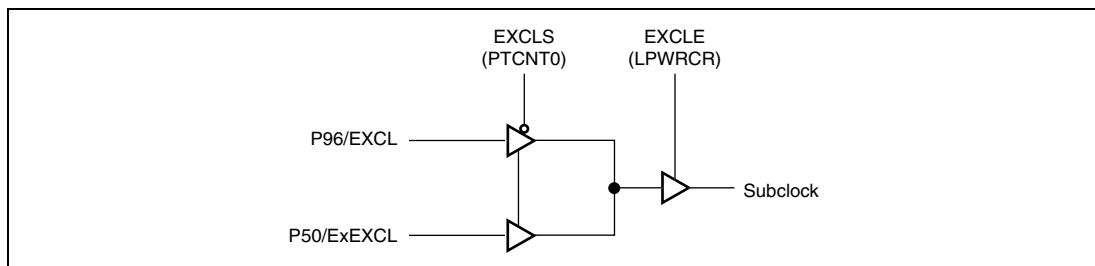 EXCLS
(PTCNT0)
EXCLE
(LPWRCR)
P96/EXCL
Subclock
P50/ExEXCL